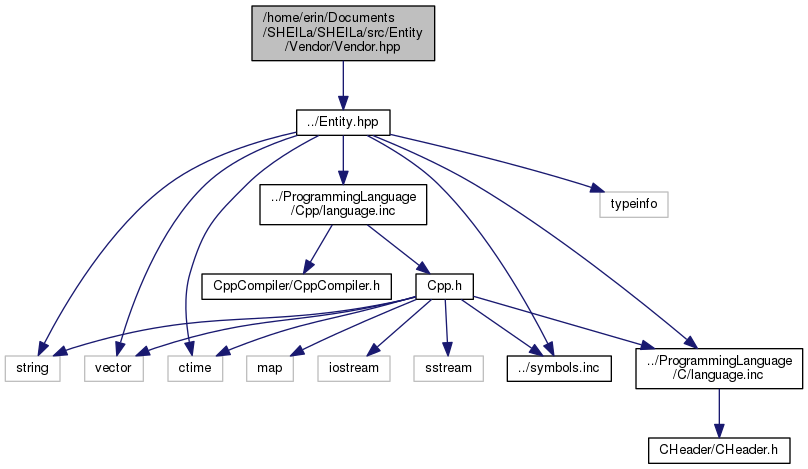 /home/erin/Documents
/SHEILa/SHEILa/src/Entity
/Vendor/Vendor.hpp
../Entity.hpp
../ProgrammingLanguage
/Cpp/language.inc
typeinfo
CppCompiler/CppCompiler.h
Cpp.h
string
vector
ctime
map
iostream
sstream
../symbols.inc
../ProgrammingLanguage
/C/language.inc
CHeader/CHeader.h